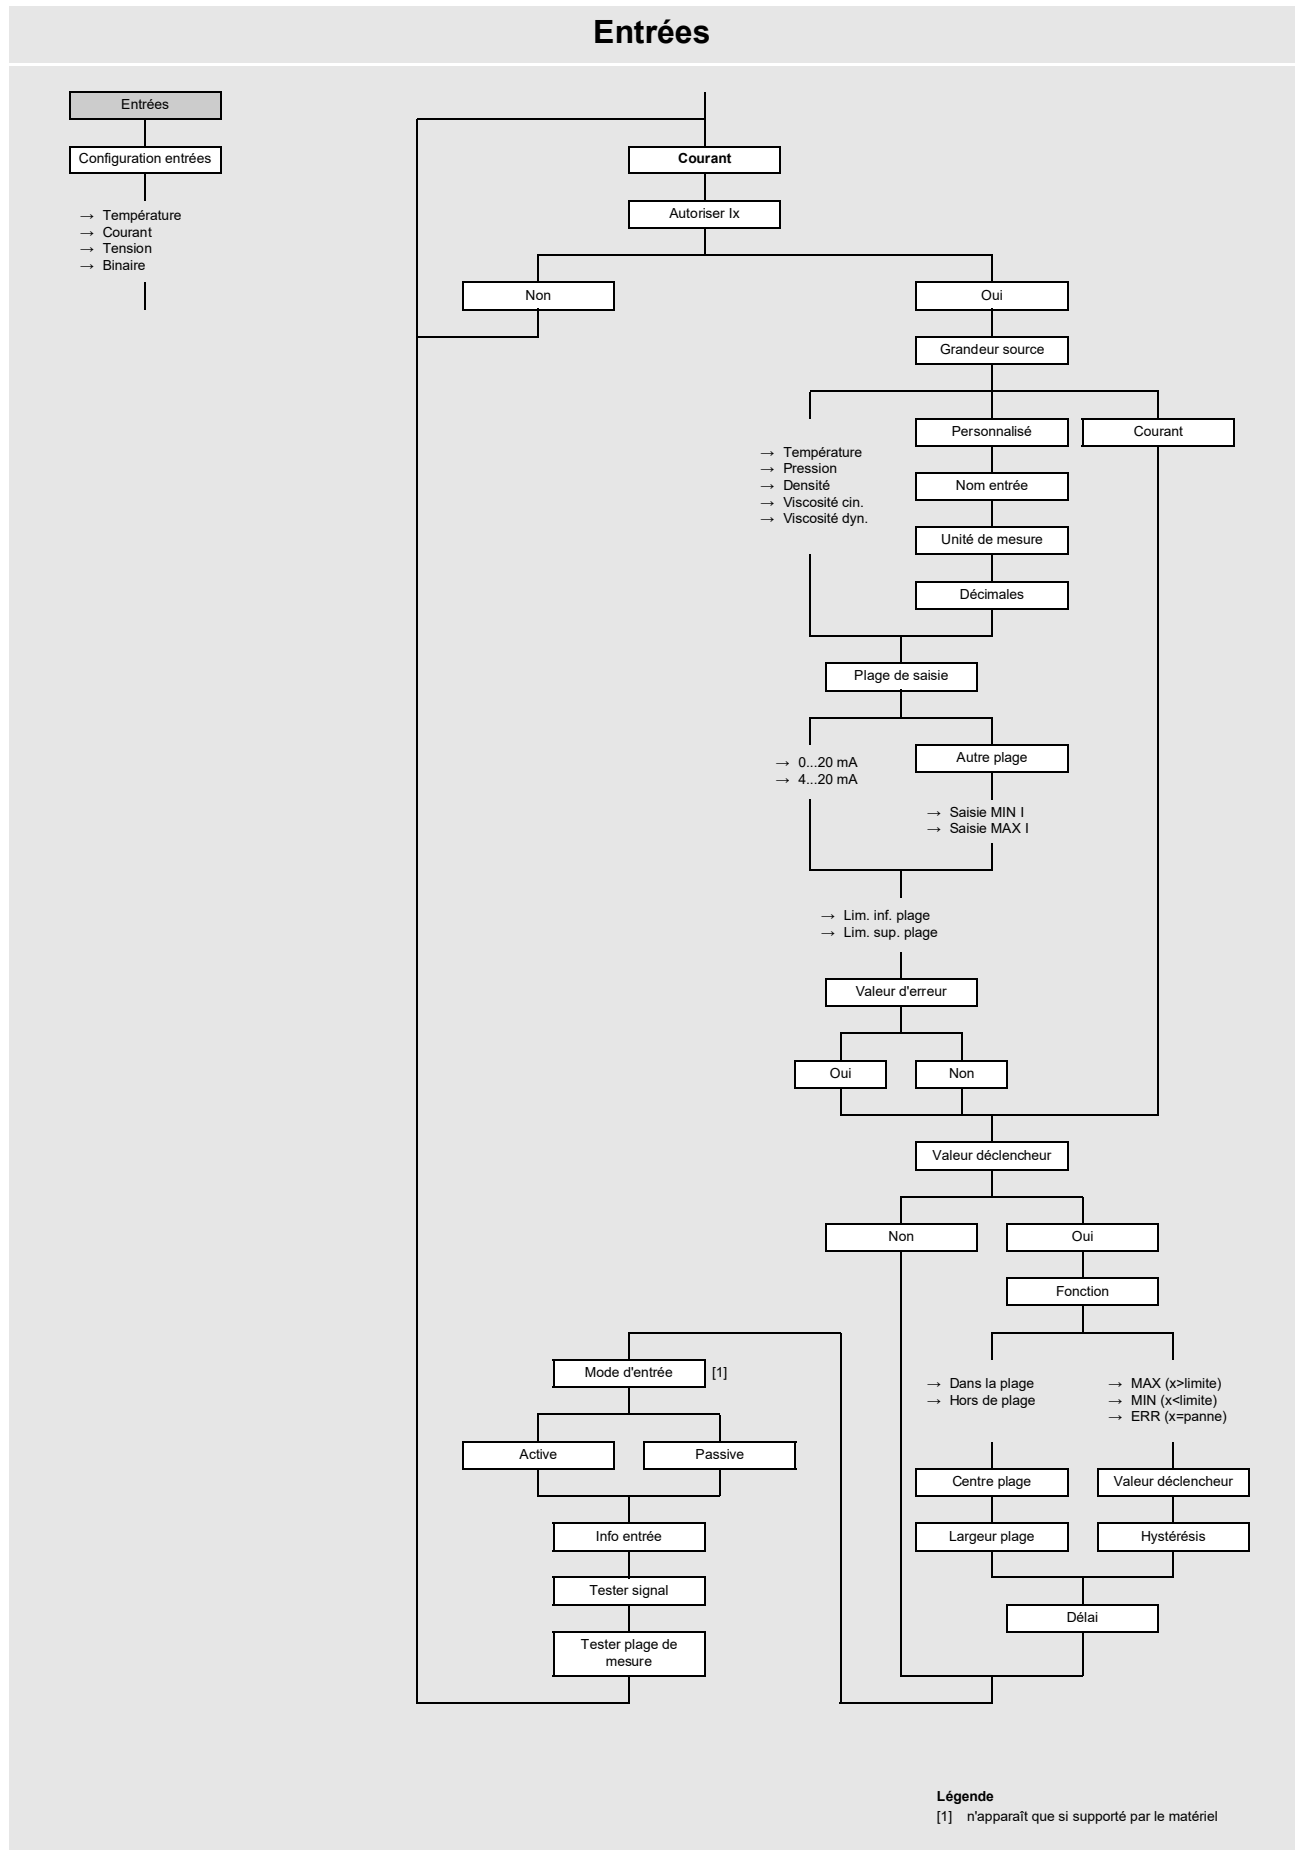 Entrées
Entrées
Configuration entrées
→ Température
→ Courant
→ Tension
→ Binaire
Courant
Autoriser Ix
Non
Oui
Grandeur source
→ Température
→ Pression
→ Densité
→ Viscosité cin.
→ Viscosité dyn.
Personnalisé
Courant
Nom entrée
Unité de mesure
Décimales
Plage de saisie
→ 0...20 mA
→ 4...20 mA
Autre plage
→ Saisie MIN I
→ Saisie MAX I
→ Lim. inf. plage
→ Lim. sup. plage
Valeur d'erreur
Oui
Non
Valeur déclencheur
Non
Oui
Fonction
→ Dans la plage
→ Hors de plage
→ MAX (x>limite)
→ MIN (x<limite)
→ ERR (x=panne)
Centre plage
Valeur déclencheur
Largeur plage
Hystérésis
Délai
Mode d'entrée [1]
Active
Passive
Info entrée
Tester signal
Tester plage de
mesure
Légende
[1] n'apparaît que si supporté par le matériel